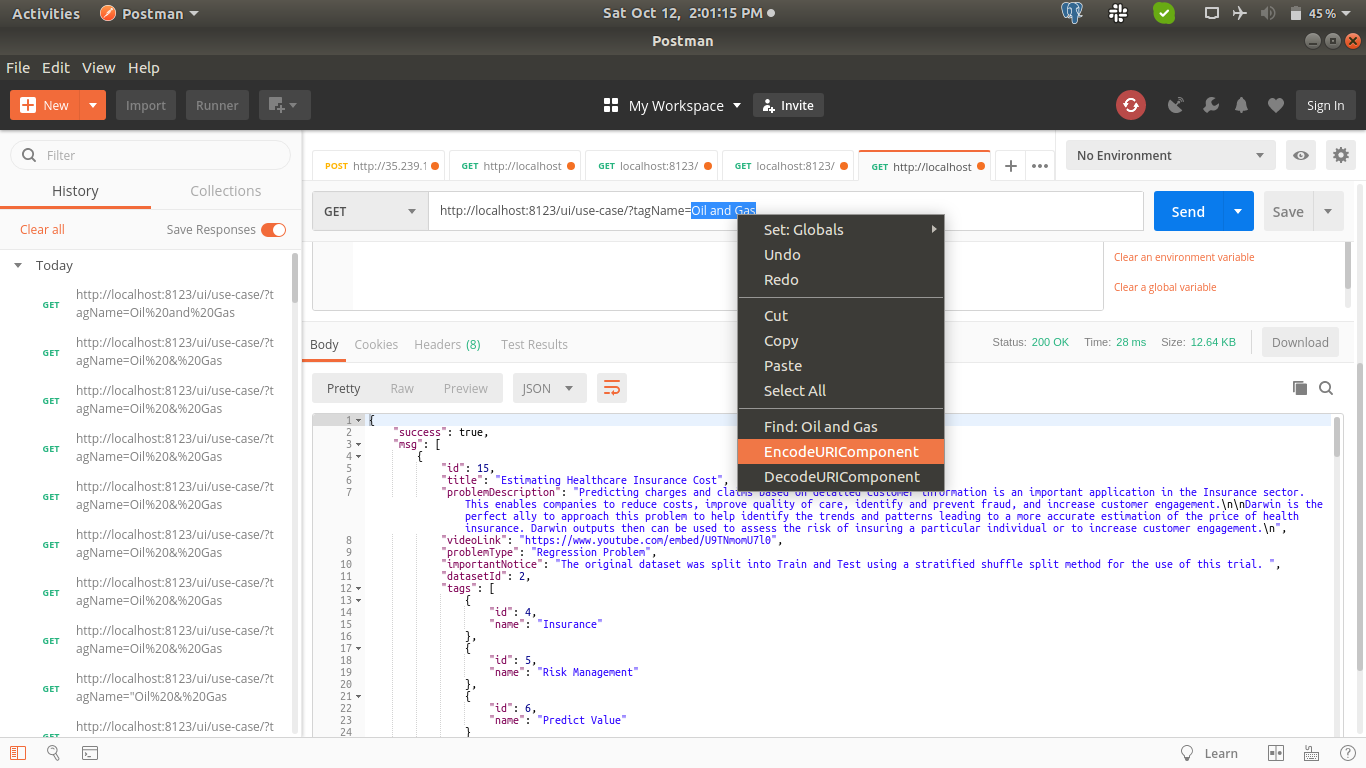 Activities Postman Sat Oct 12, 2:01:15 PM 45%
Postman
File Edit View Help
New Import Runner My Workspace Invite Sign In
Filter
History Collections
Clear all Save Responses
Today
GET http://localhost:8123/ui/use-case/?t
agName=Oil%20and%20Gas
GET http://localhost:8123/ui/use-case/?t
agName=Oil%20&%20Gas
GET http://localhost:8123/ui/use-case/?t
agName=Oil%20&%20Gas
GET http://localhost:8123/ui/use-case/?t
agName=Oil%20&%20Gas
GET http://localhost:8123/ui/use-case/?t
agName=Oil%20&%20Gas
GET http://localhost:8123/ui/use-case/?t
agName=Oil%20&%20Gas
GET http://localhost:8123/ui/use-case/?t
agName=Oil%20&%20Gas
GET http://localhost:8123/ui/use-case/?t
agName=Oil%20&%20Gas
GET http://localhost:8123/ui/use-case/?t
agName="Oil%20&%20Gas
GET http://localhost:8123/ui/use-case/?t
POST http://35.239.1 GET http://localhost GET localhost:8123/ GET localhost:8123/ GET http://localhost + ••• No Environment
GET http://localhost:8123/ui/use-case/?tagName=Oil and Gas Send Save
Clear an environment variable
Clear a global variable
Set: Globals
Undo
Redo
Cut
Copy
Paste
Select All
Find: Oil and Gas
EncodeURIComponent
DecodeURIComponent
Body Cookies Headers (8) Test Results Status: 200 OK Time: 28 ms Size: 12.64 KB Download
Pretty Raw Preview JSON
1 {
2 "success": true,
3 "msg": [
4 {
5 "id": 15,
6 "title": "Estimating Healthcare Insurance Cost",
7 "problemDescription": "Predicting charges and claims based on detailed customer information is an important application in the Insurance sector.
This enables companies to reduce costs, improve quality of care, identify and prevent fraud, and increase customer engagement.\n\nDarwin is the
perfect ally to approach this problem to help identify the trends and patterns leading to a more accurate estimation of the price of health
insurance. Darwin outputs then can be used to assess the risk of insuring a particular individual or to increase customer engagement.\n",
8 "videoLink": "https://www.youtube.com/embed/U9TNmomU7l0",
9 "problemType": "Regression Problem",
10 "importantNotice": "The original dataset was split into Train and Test using a stratified shuffle split method for the use of this trial. ",
11 "datasetId": 2,
12 "tags": [
13 {
14 "id": 4,
15 "name": "Insurance"
16 },
17 {
18 "id": 5,
19 "name": "Risk Management"
20 },
21 {
22 "id": 6,
23 "name": "Predict Value"
24 }
Learn